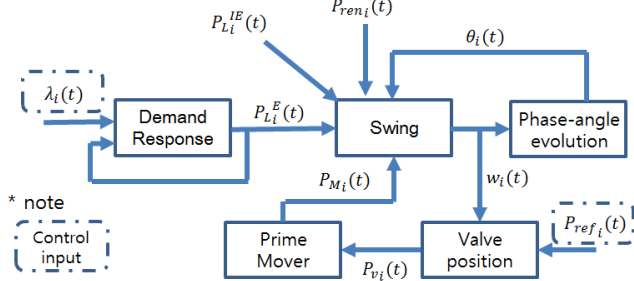 P_{L_i}^{IE}(t)
P_{ren_i}(t)
θ_i(t)
λ_i(t)
Demand
Response
P_{L_i}^{E}(t)
Swing
Phase-angle
evolution
P_{M_i}(t)
w_i(t)
* note
Control
input
Prime
Mover
P_{v_i}(t)
Valve
position
P_{ref_i}(t)